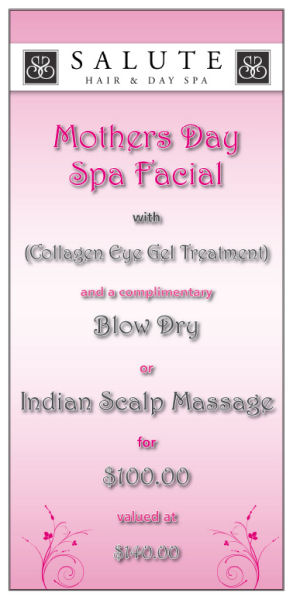 SALUTE
HAIR & DAY SPA
Mothers Day
Spa Facial
with
(Collagen Eye Gel Treatment)
and a complimentary
Blow Dry
or
Indian Scalp Massage
for
$100.00
valued at
$140.00